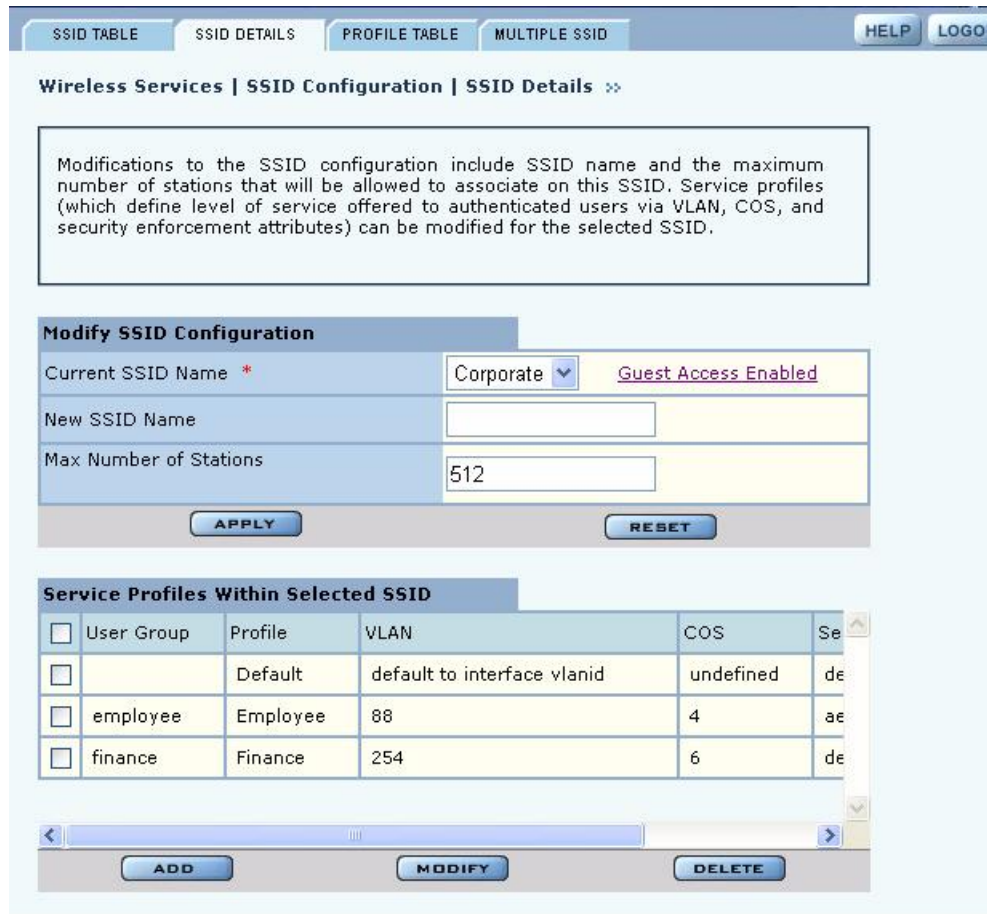 SSID TABLE SSID DETAILS PROFILE TABLE MULTIPLE SSID HELP LOGO
Wireless Services | SSID Configuration | SSID Details »
Modifications to the SSID configuration include SSID name and the maximum
number of stations that will be allowed to associate on this SSID. Service profiles
(which define level of service offered to authenticated users via VLAN, COS, and
security enforcement attributes) can be modified for the selected SSID.
Modify SSID Configuration
Current SSID Name * Corporate Guest Access Enabled
New SSID Name
Max Number of Stations 512
APPLY RESET
Service Profiles Within Selected SSID
User Group Profile VLAN COS Se
Default default to interface vlanid undefined de
employee Employee 88 4 ae
finance Finance 254 6 de
ADD MODIFY DELETE